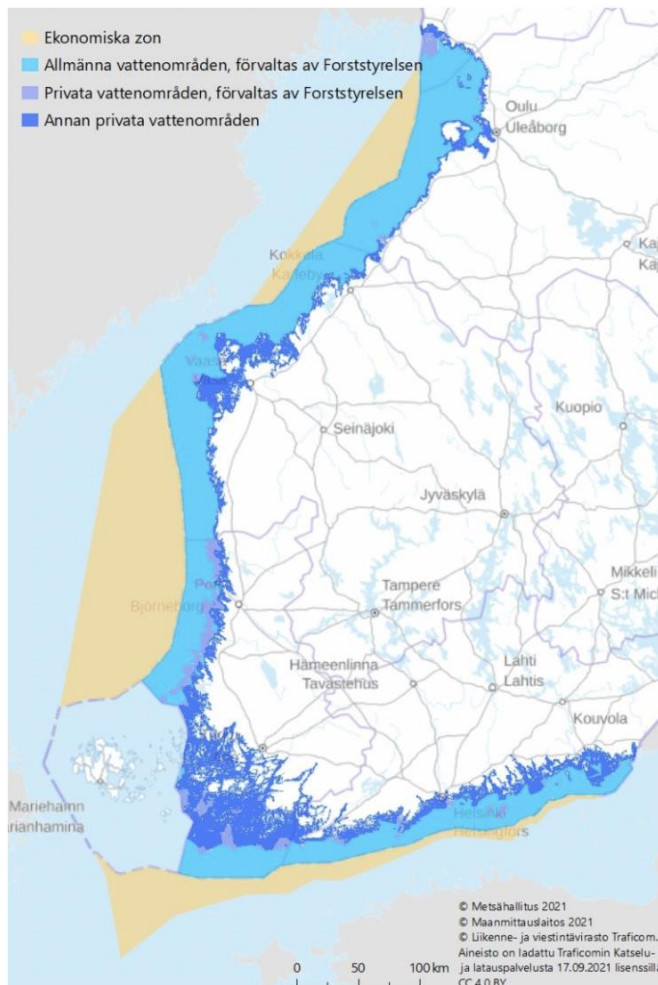 Ekonomiska zon
Allmänna vattenområden, förvaltas av Forststyrelsen
Privata vattenområden, förvaltas av Forststyrelsen
Annan privata vattenområden
Oulu
Uleåborg
Kokkola
Karleby
Vaasa
Kuopio
Seinäjoki
Jyväskylä
Mikkeli
S:t Mich
Björneborg
Tampere
Tammerfors
Hämeenlinna
Tavastehus
Lahti
Lahtis
Kouvola
Mariehamn
arianhamina
Helsinki
Helsingfors
© Metsähallitus 2021
© Maanmittauslaitos 2021
© Liikenne- ja viestintävirasto Traficom.
Aineisto on ladattu Traficomin Katselu-
ja latauspalvelusta 17.09.2021 lisenssillä
CC 4.0 BY
0 50 100 km